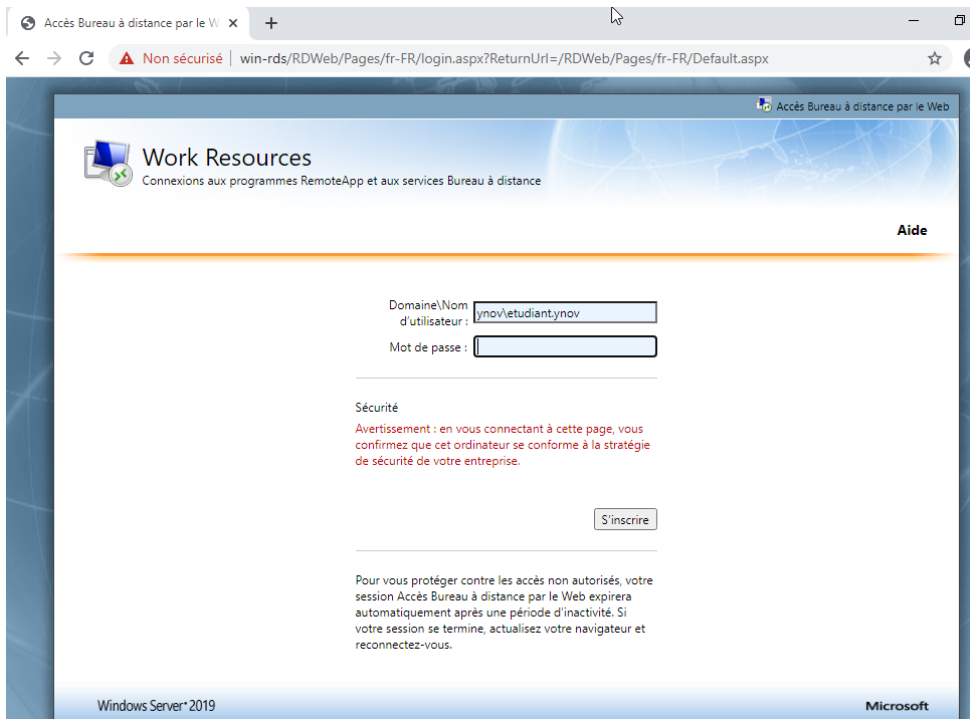 Accès Bureau à distance par le W
Non sécurisé | win-rds/RDWeb/Pages/fr-FR/login.aspx?ReturnUrl=/RDWeb/Pages/fr-FR/Default.aspx
Accès Bureau à distance par le Web
Work Resources
Connexions aux programmes RemoteApp et aux services Bureau à distance
Aide
Domaine\Nom
d'utilisateur :
ynov\etudiant.ynov
Mot de passe :
Sécurité
Avertissement : en vous connectant à cette page, vous
confirmez que cet ordinateur se conforme à la stratégie
de sécurité de votre entreprise.
S'inscrire
Pour vous protéger contre les accès non autorisés, votre
session Accès Bureau à distance par le Web expirera
automatiquement après une période d'inactivité. Si
votre session se termine, actualisez votre navigateur et
reconnectez-vous.
Windows Server® 2019
Microsoft